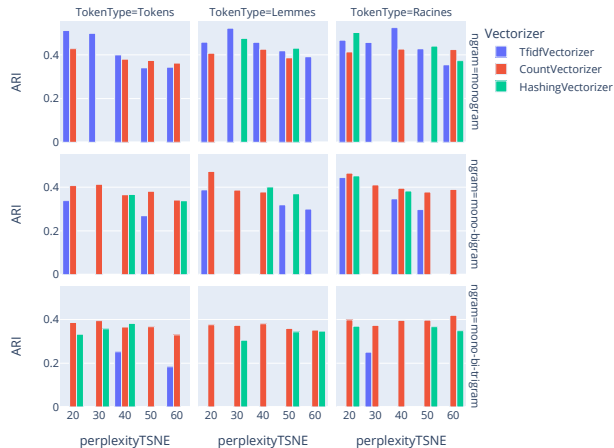 TokenType=Tokens TokenType=Lemmes TokenType=Racines
Vectorizer
TfidfVectorizer
CountVectorizer
HashingVectorizer
ARI
0.4
0.2
0
ngram=monogram
ARI
0.4
0.2
0
ngram=mono-bigram
ARI
0.4
0.2
0
ngram=mono-bi-trigram
20 30 40 50 60 20 30 40 50 60 20 30 40 50 60
perplexityTSNE perplexityTSNE perplexityTSNE